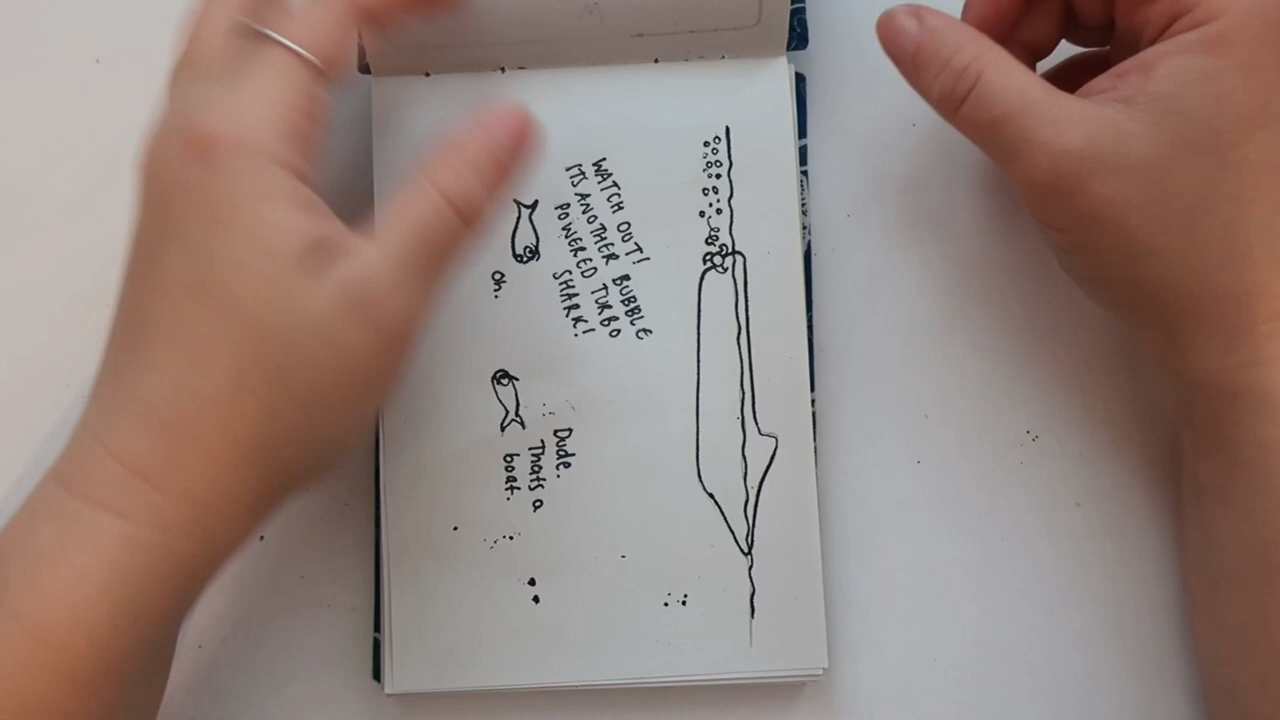 WATCH OUT!
ITS ANOTHER BUBBLE
POWERED TURBO
SHARK!
oh.
Dude.
Thats a
boat.